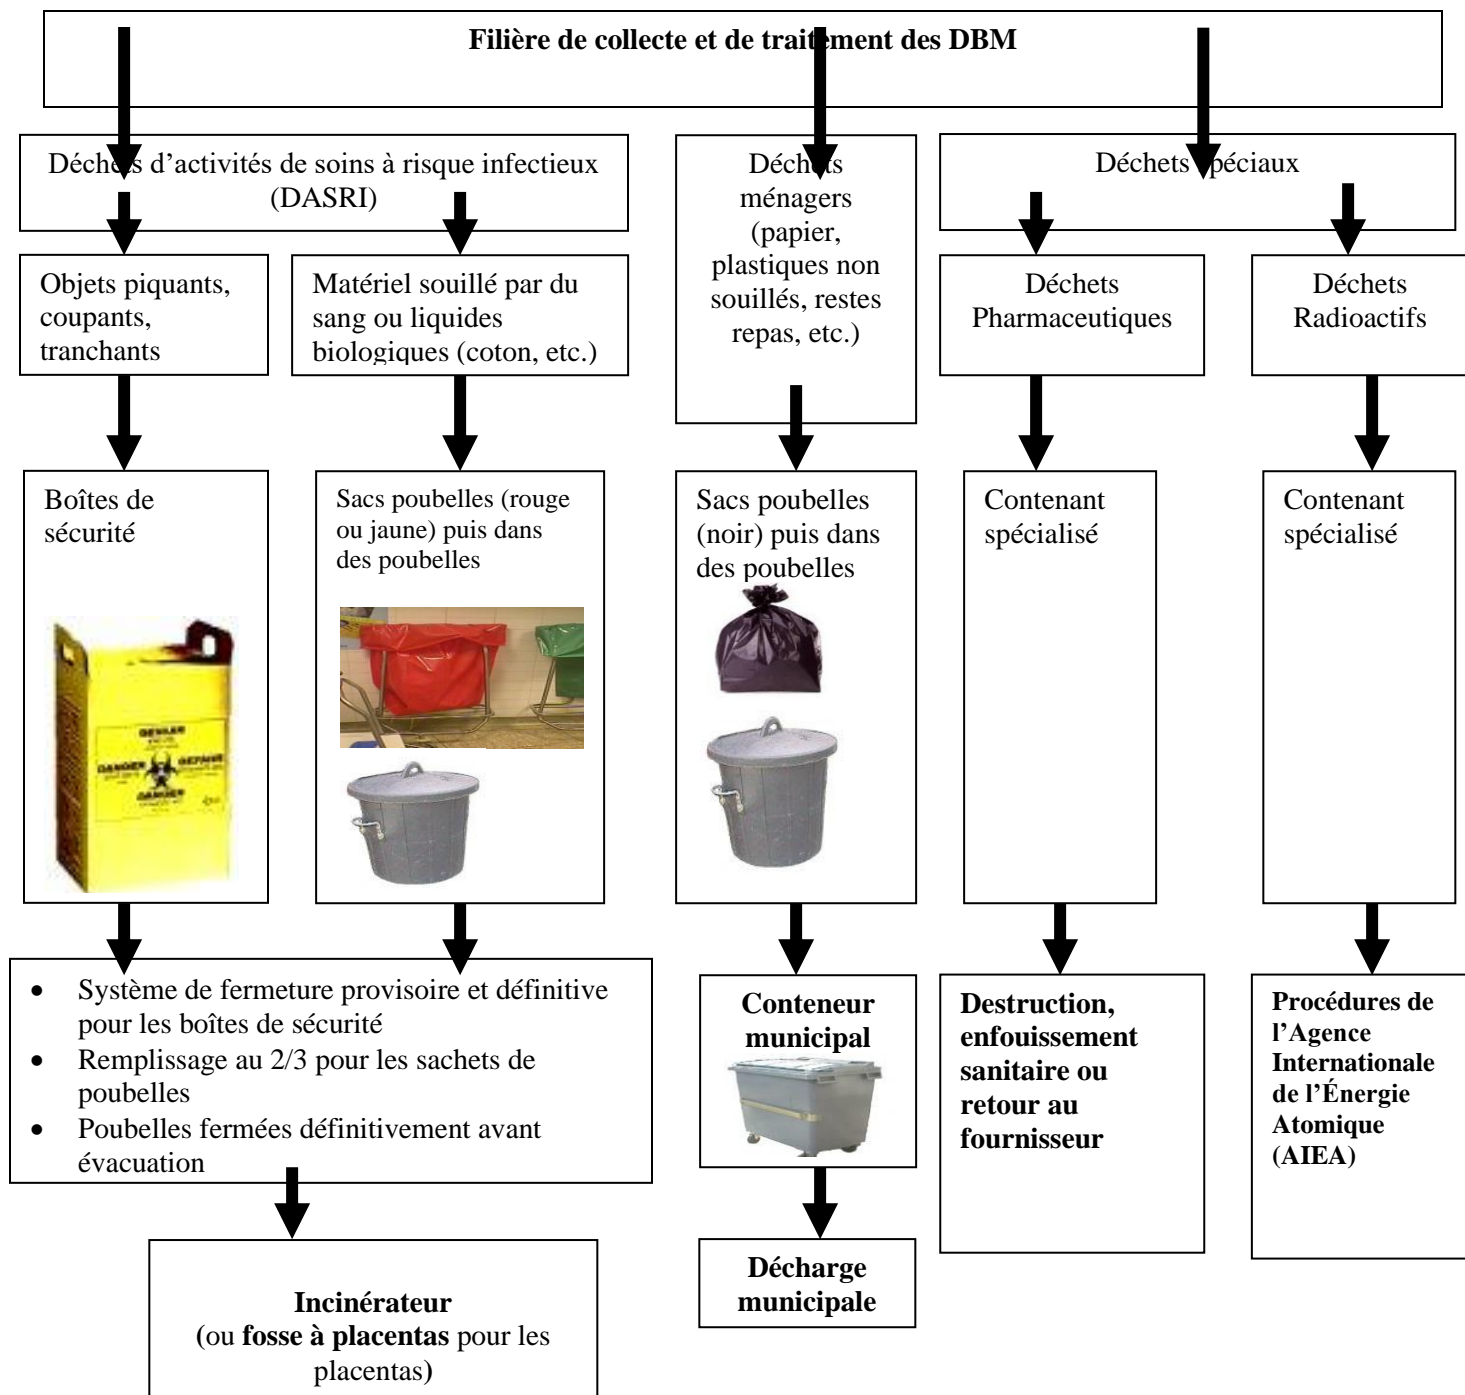 Filière de collecte et de traitement des DBM
Déchets d’activités de soins à risque infectieux
(DASRI)
Déchets
ménagers
(papier,
plastiques non
souillés, restes
repas, etc.)
Déchets spéciaux
Objets piquants,
coupants,
tranchants
Matériel souillé par du
sang ou liquides
biologiques (coton, etc.)
Déchets
Pharmaceutiques
Déchets
Radioactifs
Boîtes de
sécurité
Sacs poubelles (rouge
ou jaune) puis dans
des poubelles
Sacs poubelles
(noir) puis dans
des poubelles
Contenant
spécialisé
Contenant
spécialisé
DANGER
DANGER
• Système de fermeture provisoire et définitive
pour les boîtes de sécurité
• Remplissage au 2/3 pour les sachets de
poubelles
• Poubelles fermées définitivement avant
évacuation
Conteneur
municipal
Destruction,
enfouissement
sanitaire ou
retour au
fournisseur
Procédures de
l’Agence
Internationale
de l’Énergie
Atomique
(AIEA)
Incinérateur
(ou fosse à placentas pour les
placentas)
Décharge
municipale